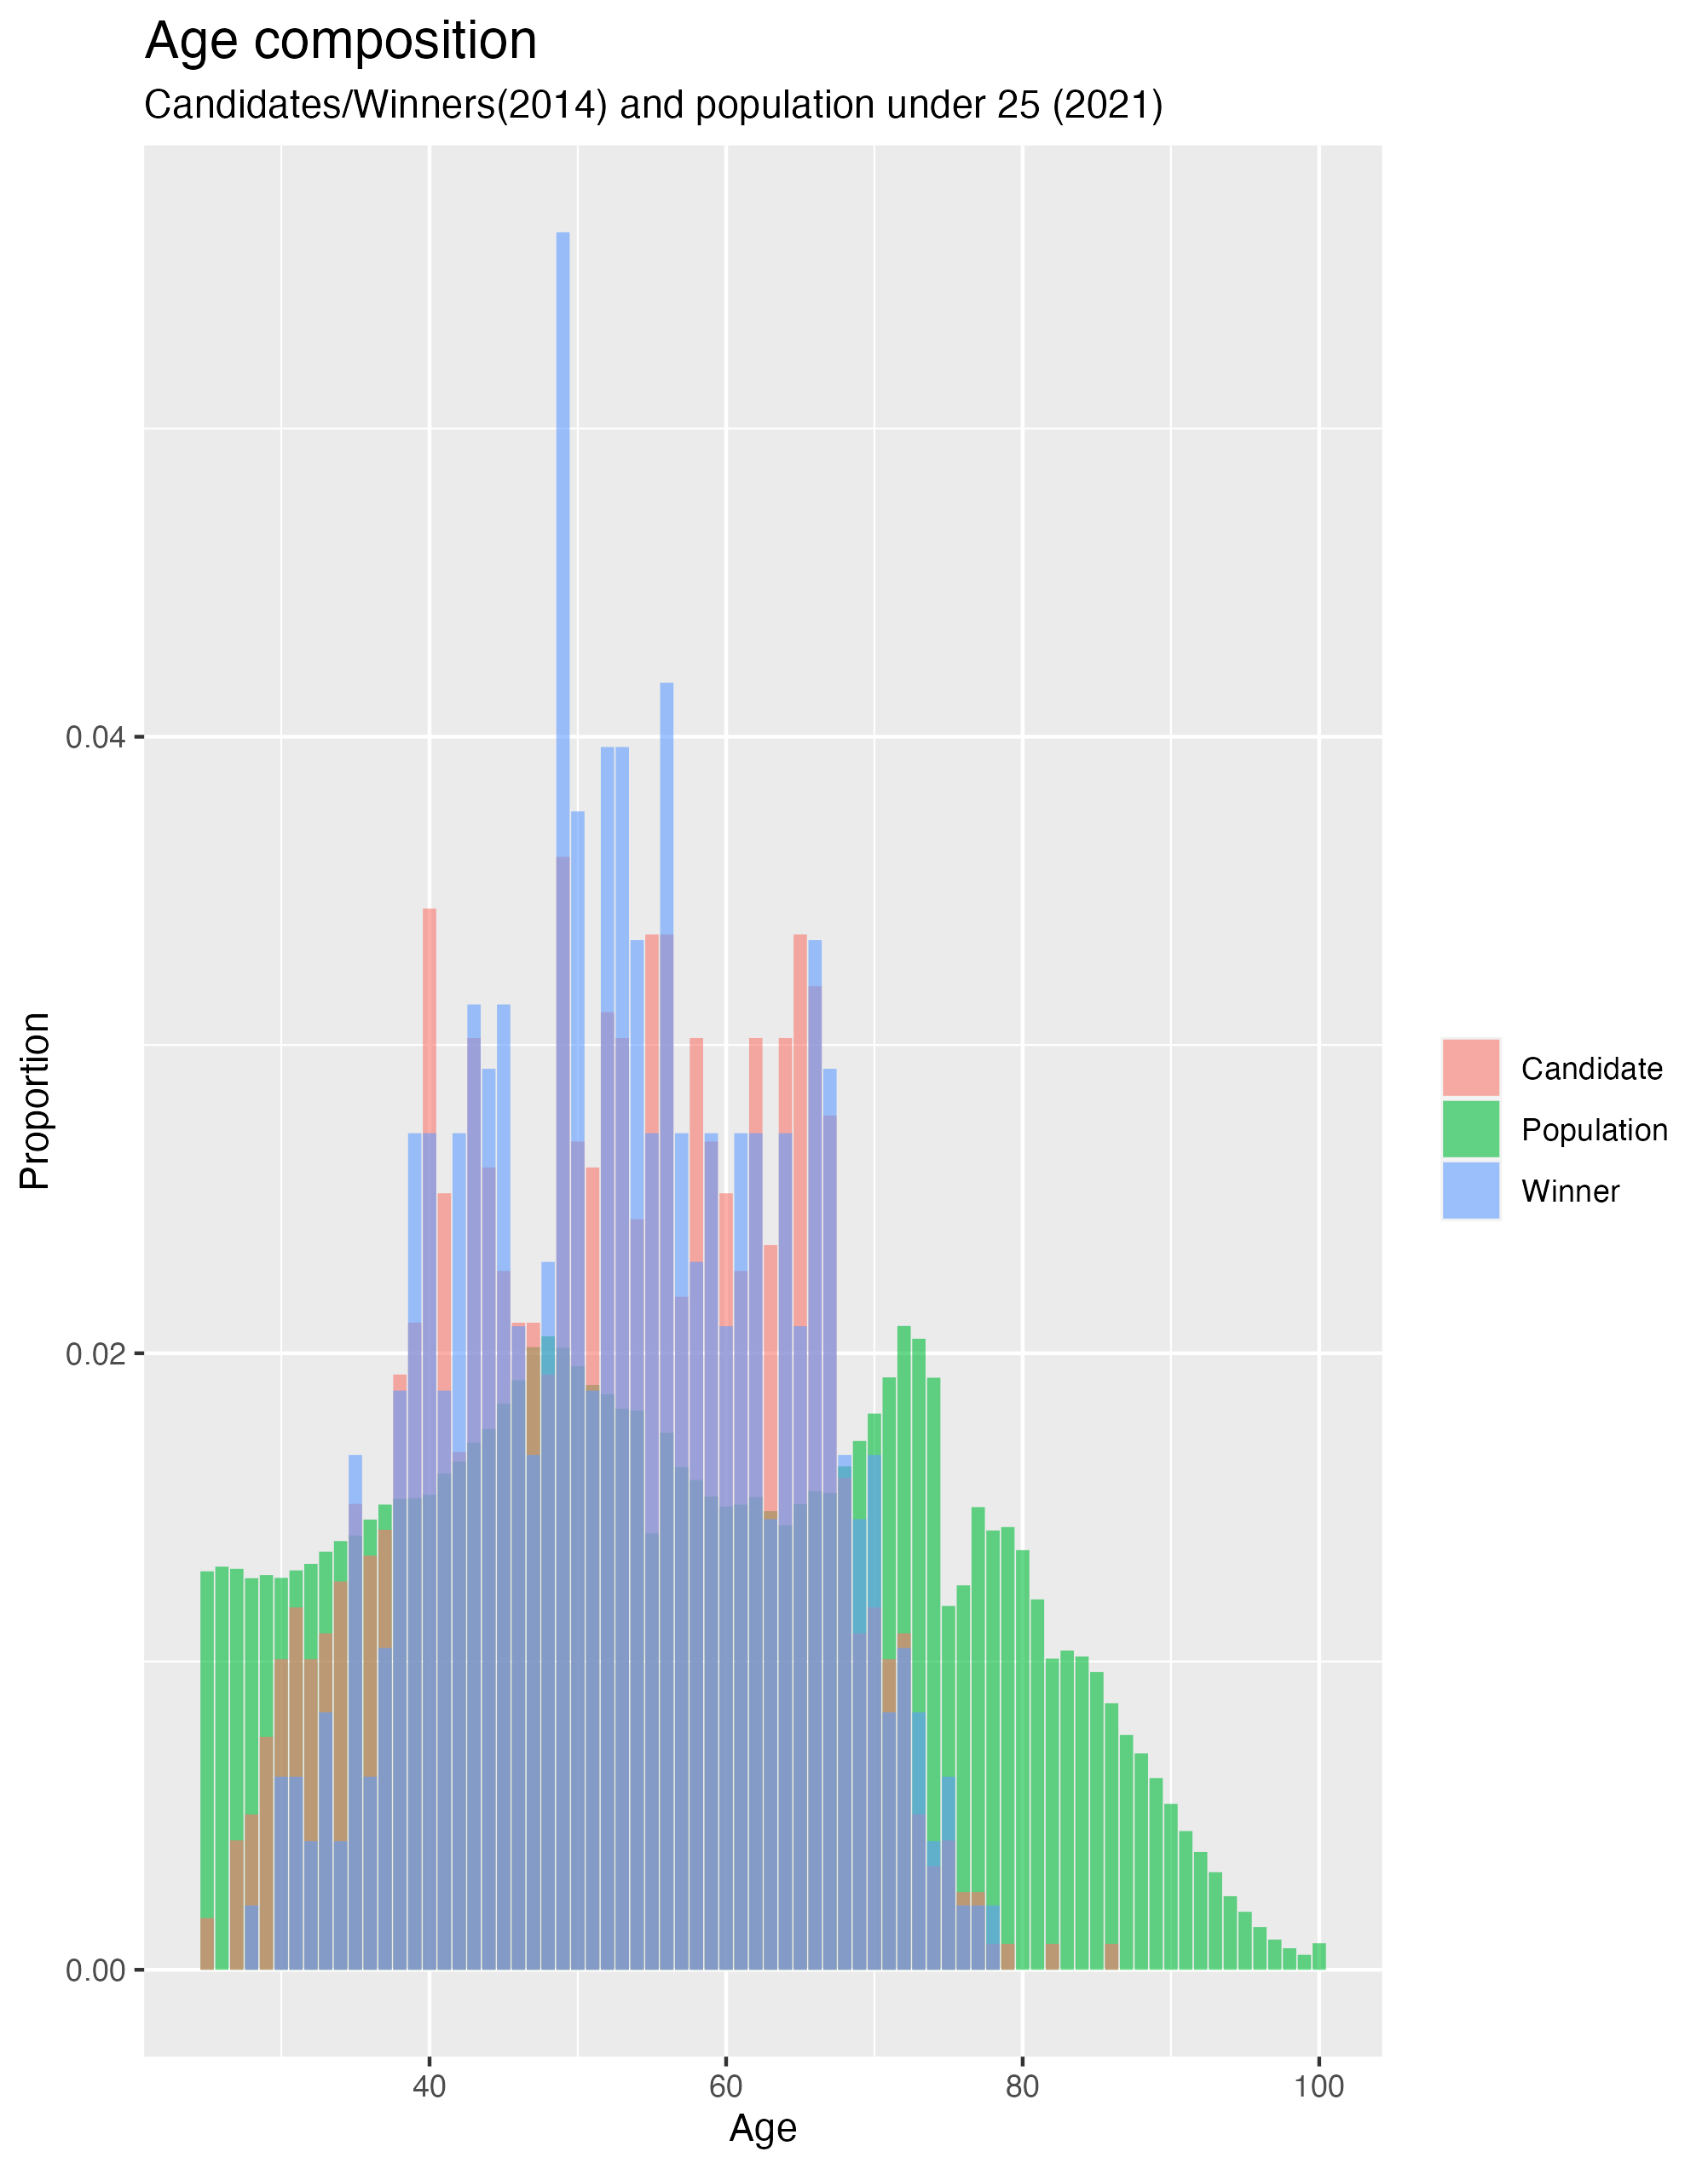 Age composition
Candidates/Winners(2014) and population under 25 (2021)
Proportion
0.04
0.02
0.00
40 60 80 100
Age
Candidate
Population
Winner